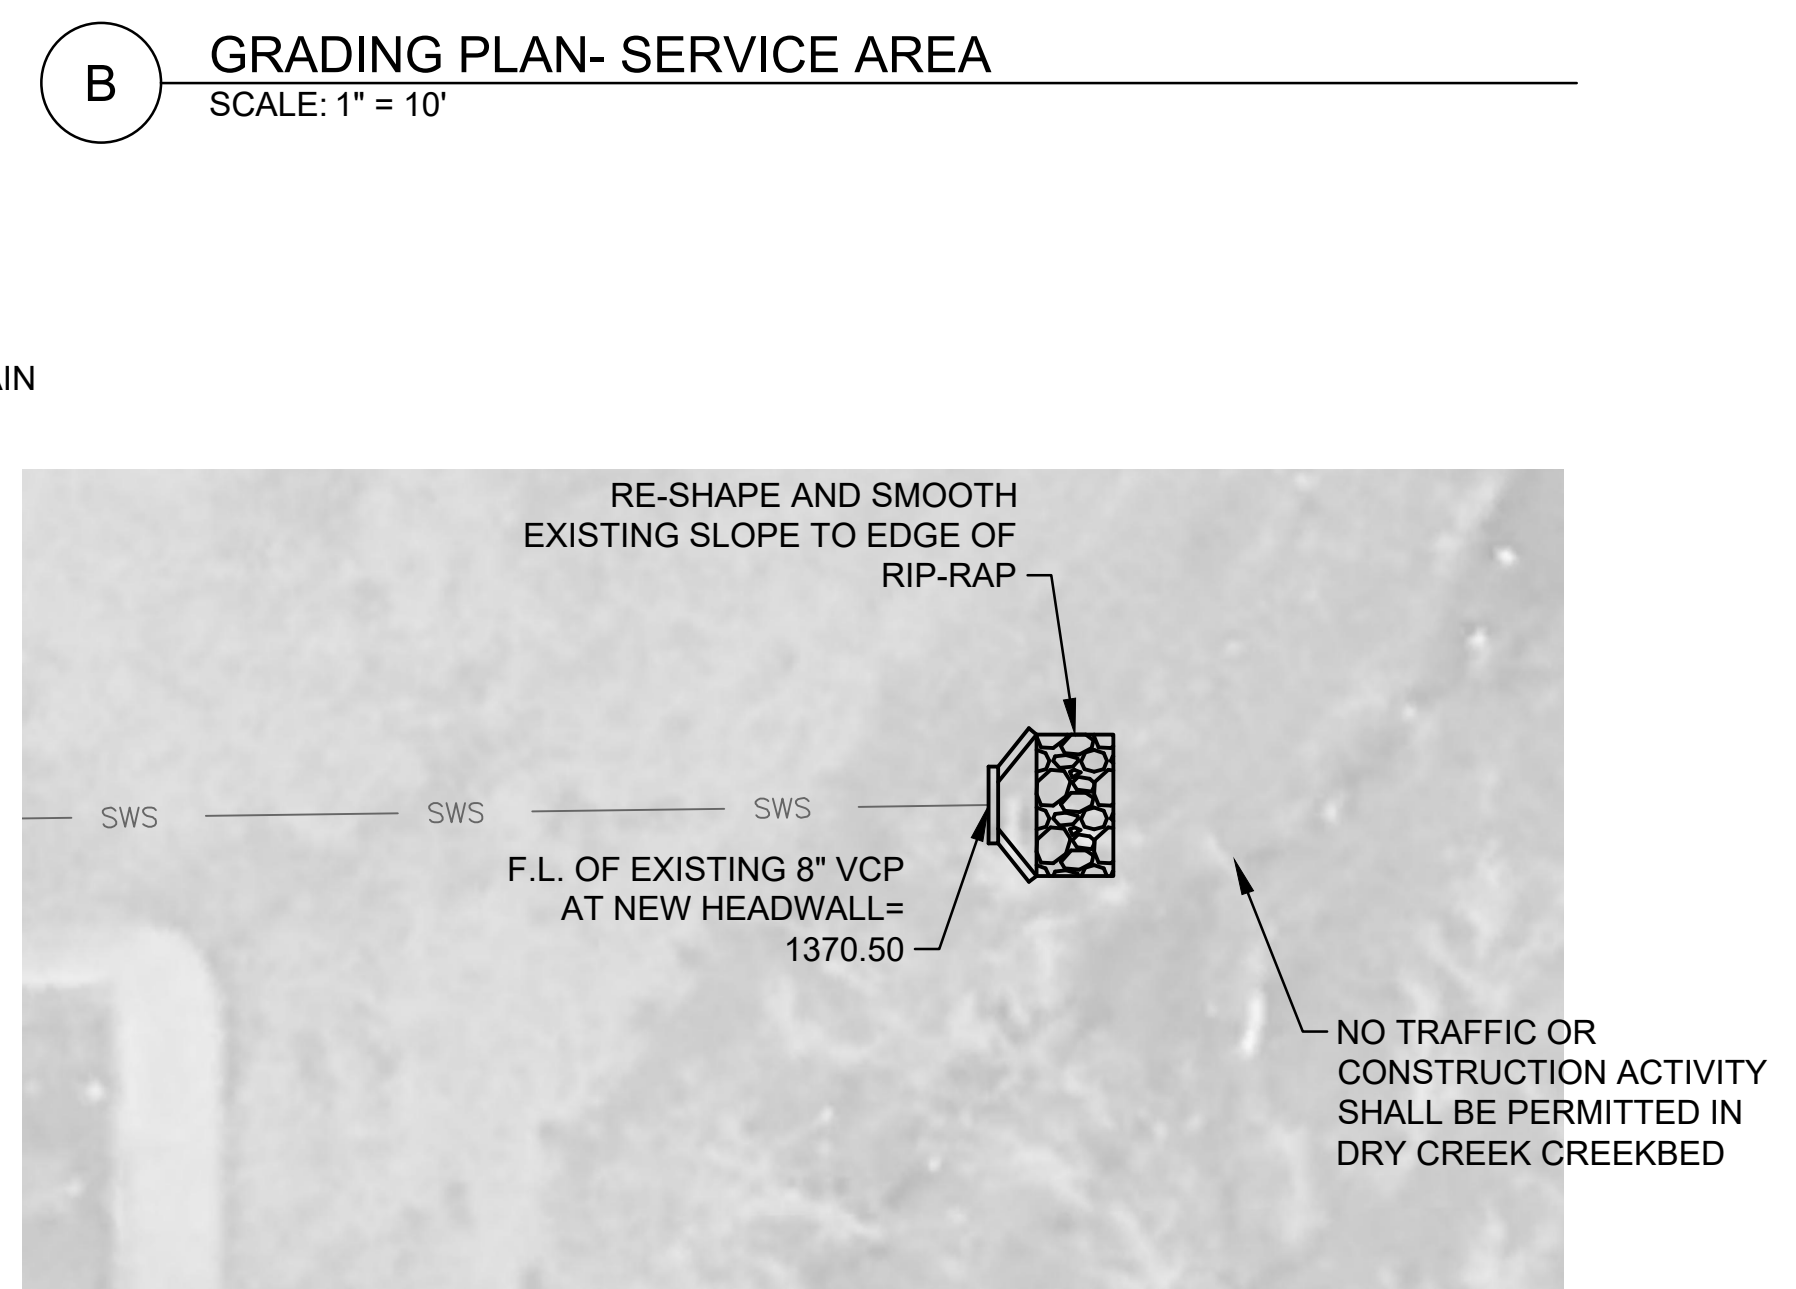 B
GRADING PLAN- SERVICE AREA
SCALE: 1" = 10'
RE-SHAPE AND SMOOTH
EXISTING SLOPE TO EDGE OF
RIP-RAP
SWS
SWS
SWS
F.L. OF EXISTING 8" VCP
AT NEW HEADWALL=
1370.50
NO TRAFFIC OR
CONSTRUCTION ACTIVITY
SHALL BE PERMITTED IN
DRY CREEK CREEKBED